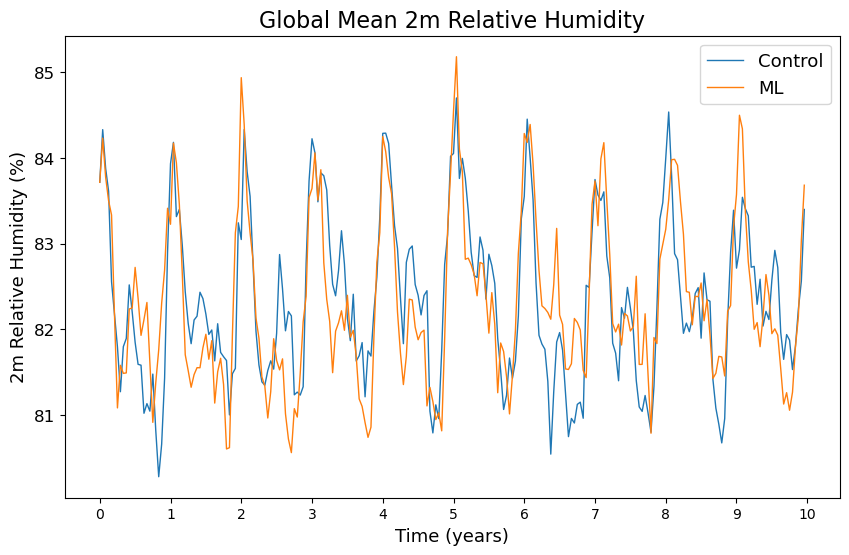 Global Mean 2m Relative Humidity
Control
ML
2m Relative Humidity (%)
85
84
83
82
81
0 1 2 3 4 5 6 7 8 9 10
Time (years)